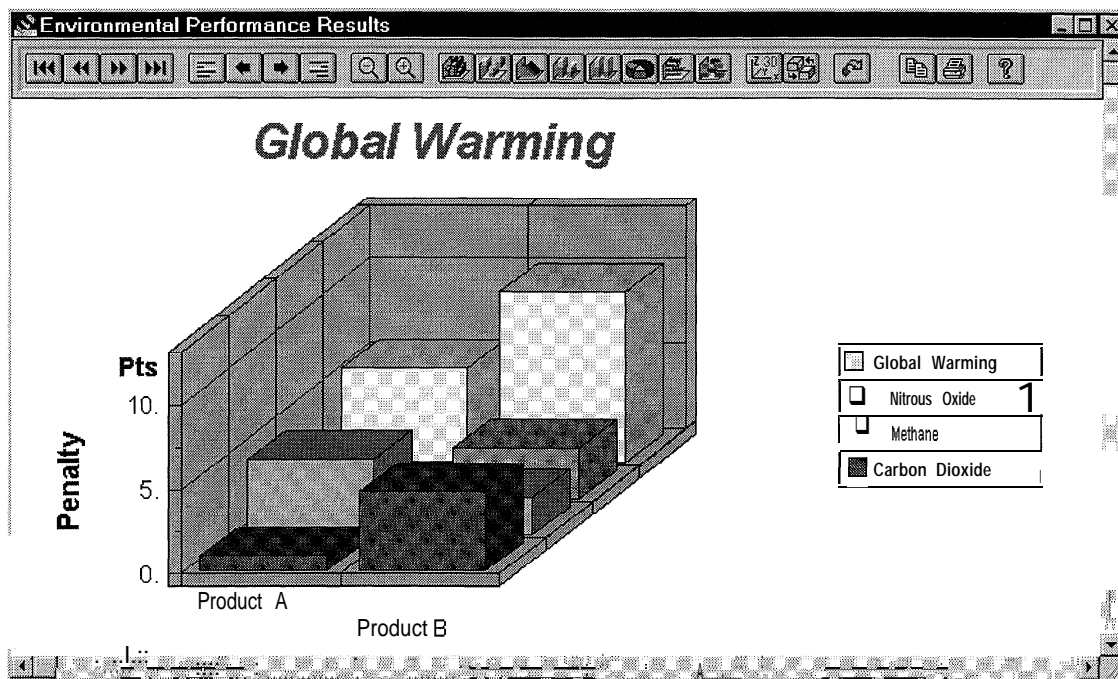 Environmental Performance Results
Global Warming
Pts
10.
5.
0.
Penalty
Product A
Product B
Global Warming
Nitrous Oxide 1
Methane
Carbon Dioxide